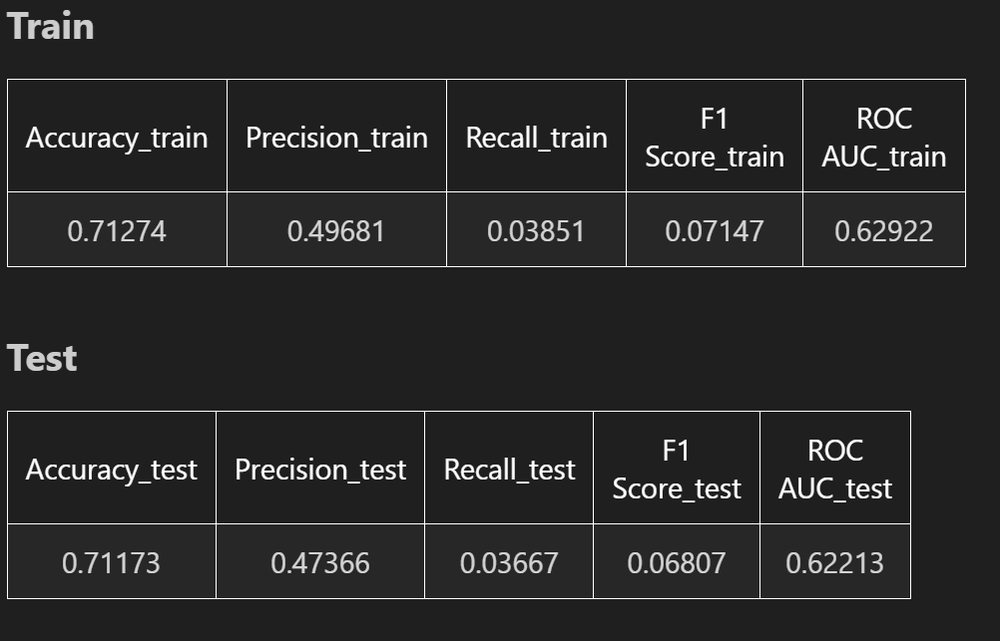 Train
Accuracy_train Precision_train Recall_train F1 Score_train ROC AUC_train
0.71274 0.49681 0.03851 0.07147 0.62922
Test
Accuracy_test Precision_test Recall_test F1 Score_test ROC AUC_test
0.71173 0.47366 0.03667 0.06807 0.62213